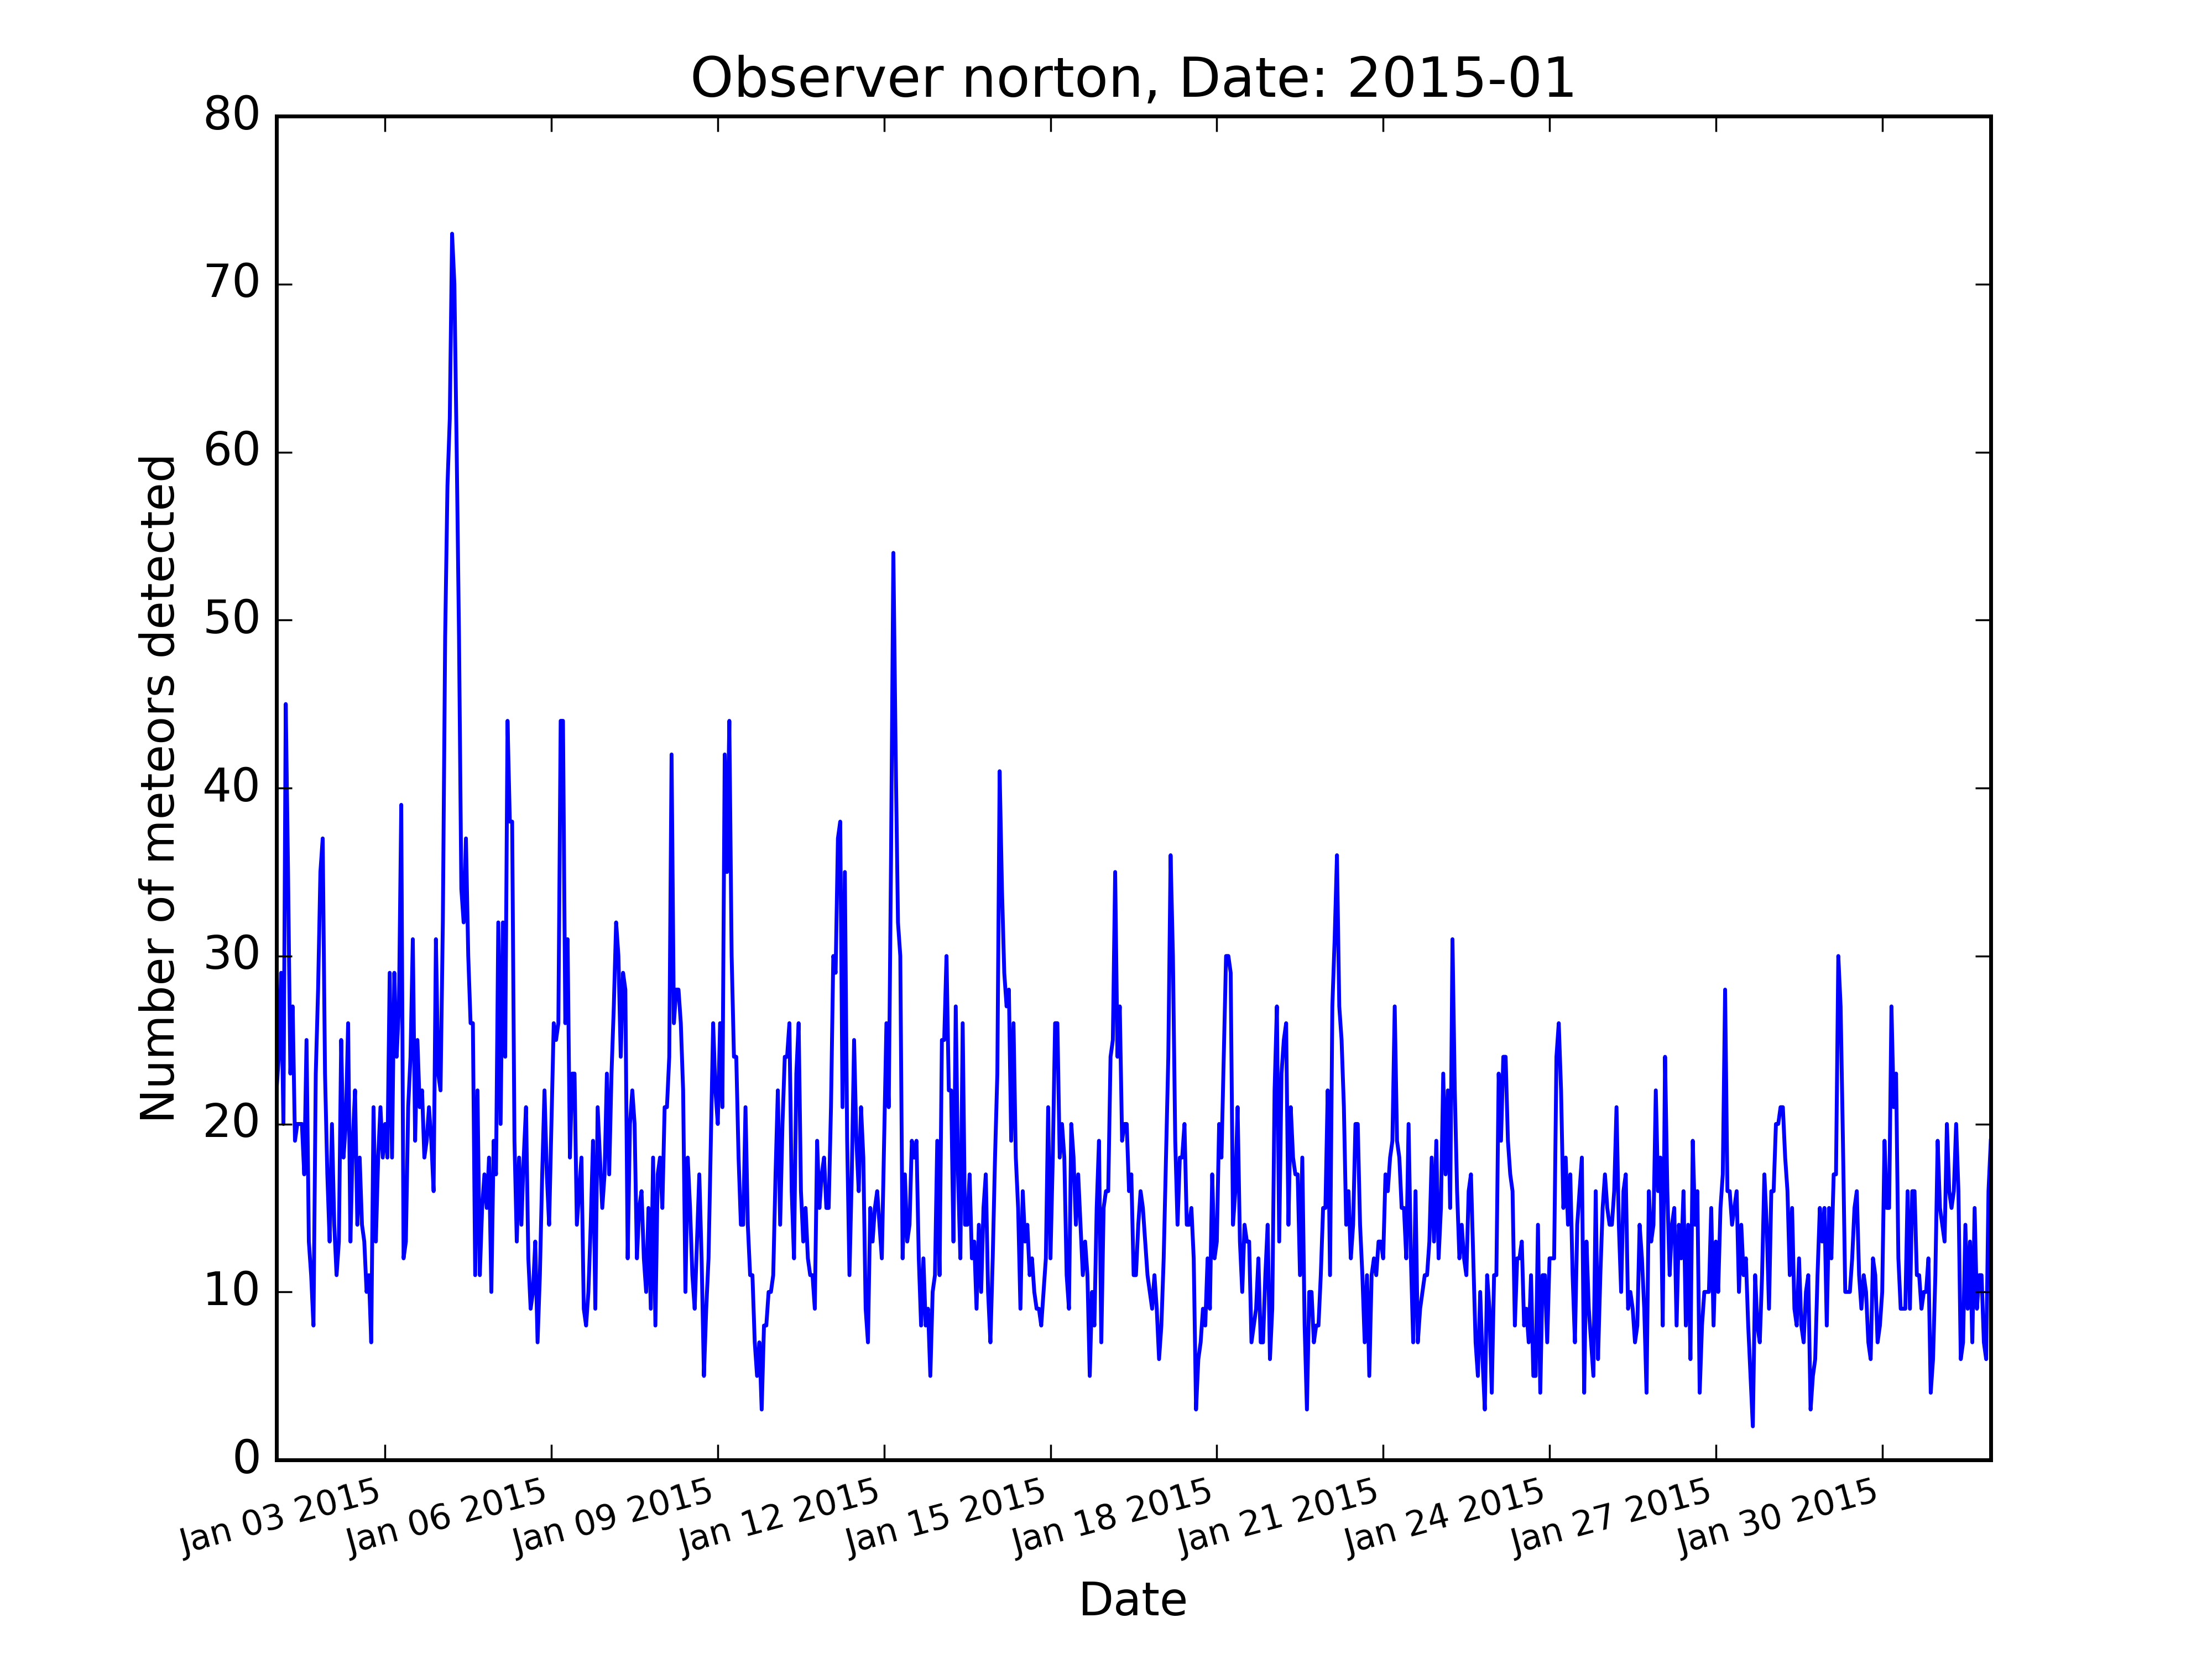 Observer norton, Date: 2015-01
80
70
60
50
40
30
20
10
0
Number of meteors detected
Jan 03 2015
Jan 06 2015
Jan 09 2015
Jan 12 2015
Jan 15 2015
Jan 18 2015
Jan 21 2015
Jan 24 2015
Jan 27 2015
Jan 30 2015
Date